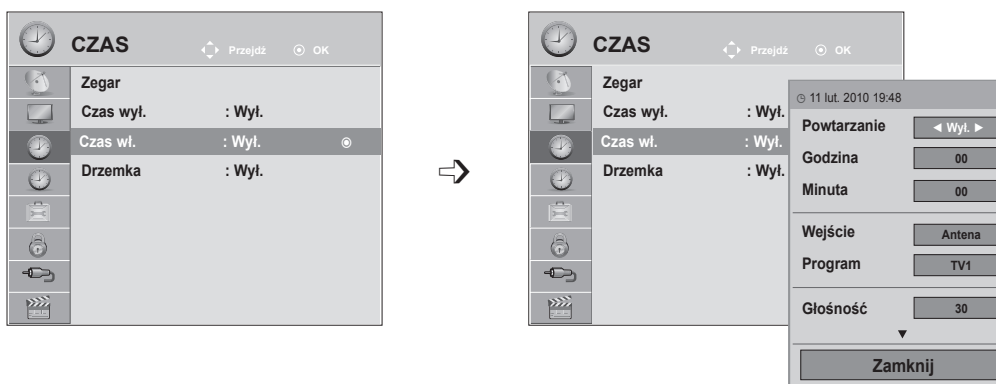 CZAS
Przejdź OK
Zegar
Czas wył. : Wył.
Czas wł. : Wył.
Drzemka : Wył.
CZAS
Przejdź OK
Zegar
Czas wył. : Wył.
Czas wł. : Wył.
Drzemka : Wył.
11 lut. 2010 19:48
Powtarzanie ◀ Wył. ▶
Godzina 00
Minuta 00
Wejście Antena
Program TV1
Głośność 30
▼
Zamknij